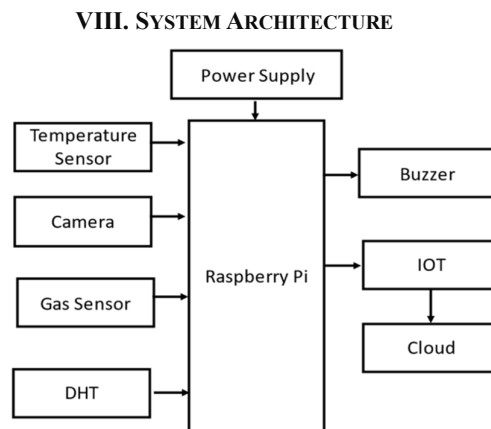 VIII. SYSTEM ARCHITECTURE
Power Supply
Temperature
Sensor
Camera
Gas Sensor
DHT
Raspberry Pi
Buzzer
IOT
Cloud